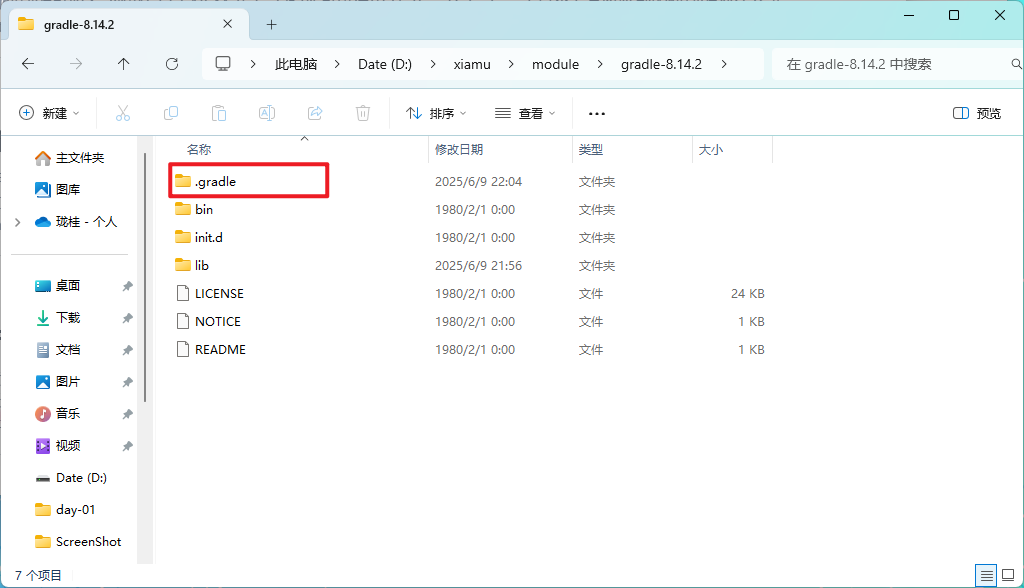 gradle-8.14.2
此电脑 Date (D:) xiamu module gradle-8.14.2
在 gradle-8.14.2 中搜索
新建 排序 查看 预览
主文件夹
图库
珑桂 - 个人
桌面
下载
文档
图片
音乐
视频
Date (D:)
day-01
ScreenShot
名称 修改日期 类型 大小
.gradle 2025/6/9 22:04 文件夹
bin 1980/2/1 0:00 文件夹
init.d 1980/2/1 0:00 文件夹
lib 2025/6/9 21:56 文件夹
LICENSE 1980/2/1 0:00 文件 24 KB
NOTICE 1980/2/1 0:00 文件 1 KB
README 1980/2/1 0:00 文件 1 KB
7 个项目